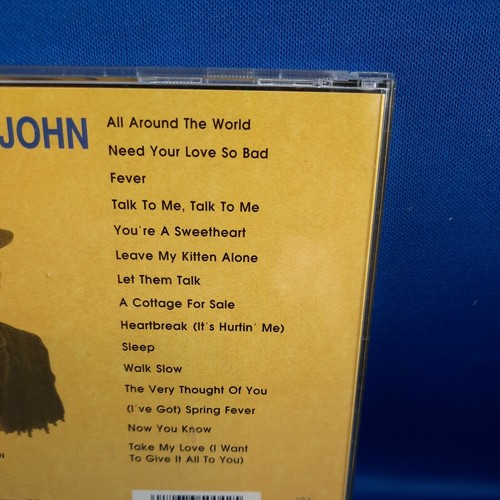 JOHN
All Around The World
Need Your Love So Bad
Fever
Talk To Me, Talk To Me
You're A Sweetheart
Leave My Kitten Alone
Let Them Talk
A Cottage For Sale
Heartbreak (It's Hurtin' Me)
Sleep
Walk Slow
The Very Thought Of You
(I've Got) Spring Fever
Now You Know
Take My Love (I Want
To Give It All To You)